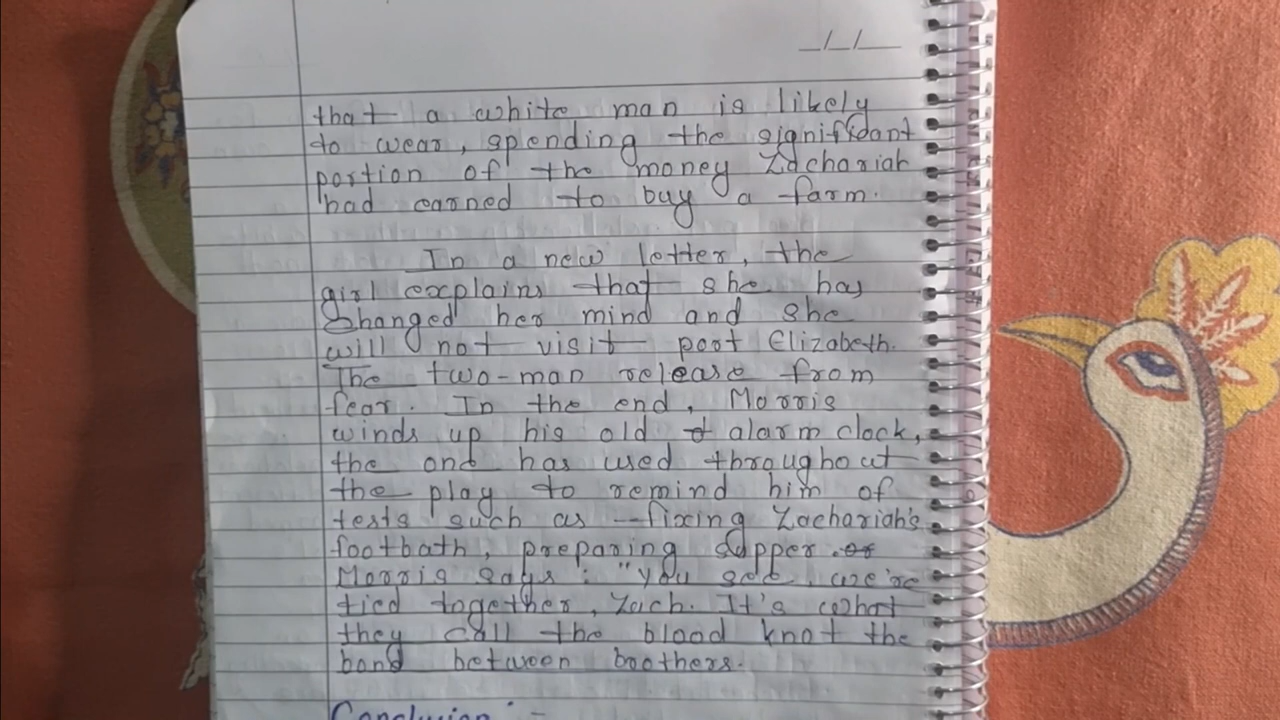 _/_/_
that a white man is likely
to wear, spending the significant
portion of the money Zachariah
had earned to buy a farm.
In a new letter, the
girl explains that she has
changed her mind and she
will not visit port Elizabeth.
The two-man release from
fear. In the end, Morris
winds up his old alarm clock,
the one has used throughout
the play to remind him of
tests such as - fixing Zachariah's
footbath, preparing supper.
Morris says : "you see, we're
tied together, Zach. It's what
they call the blood knot the
bond between brothers.
Conclusion : -